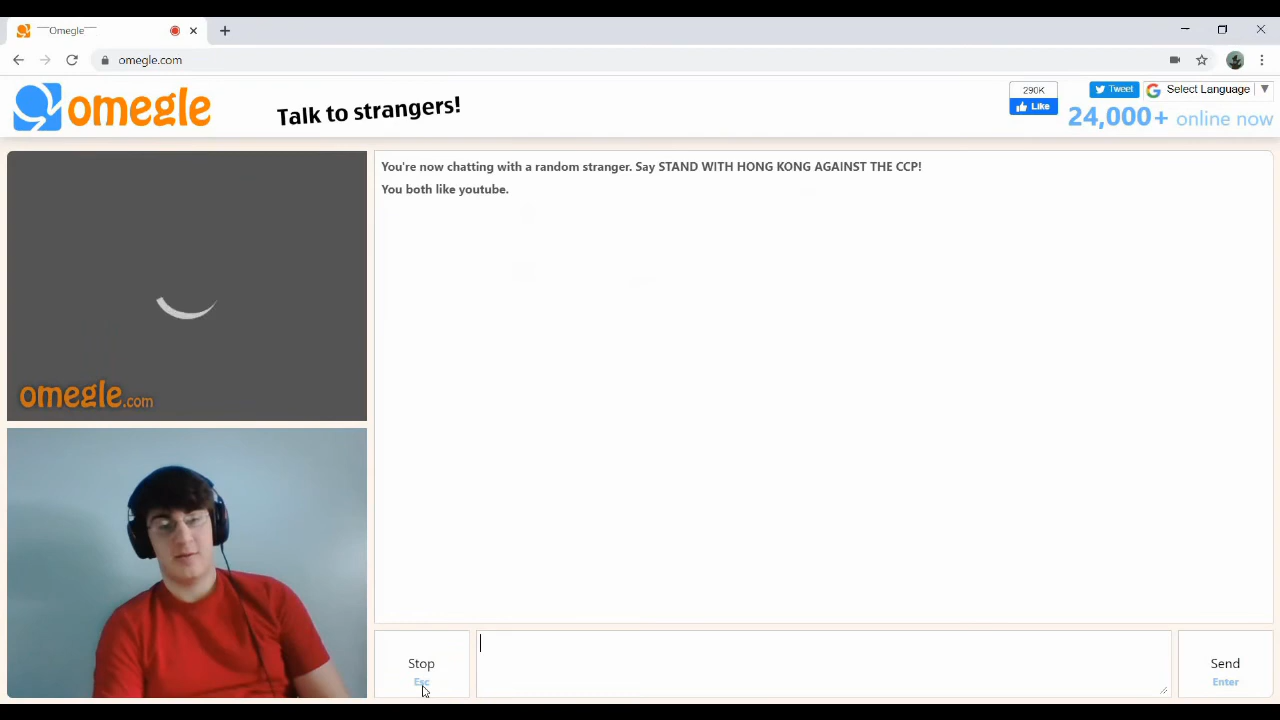 Omegle
omegle.com
omegle
Talk to strangers!
290K
Like
Tweet
Select Language
24,000+ online now
You're now chatting with a random stranger. Say STAND WITH HONG KONG AGAINST THE CCP!
You both like youtube.
omegle.com
Stop
Esc
Send
Enter